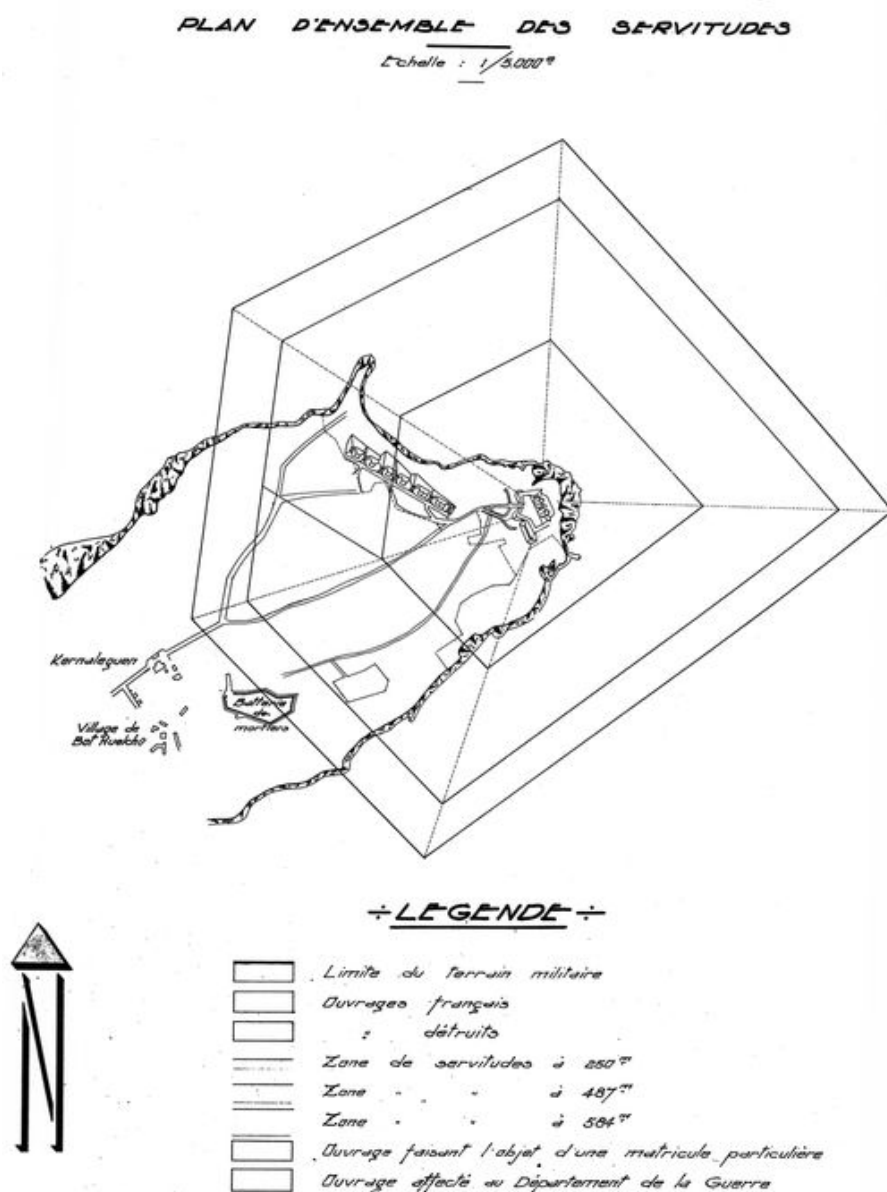 PLAN D'ENSEMBLE DES SERVITUDES
Echelle : 1/5.000e
Kernaleguen
Village de
Bot Huelcho
Batterie
de
mortiers
÷ LEGENDE ÷
N
Limite du terrain militaire
Ouvrages français
" détruits
Zone de servitudes à 250m
Zone " " à 487m
Zone " " à 584m
Ouvrage faisant l'objet d'une matricule particulière
Ouvrage affecté au Département de la Guerre